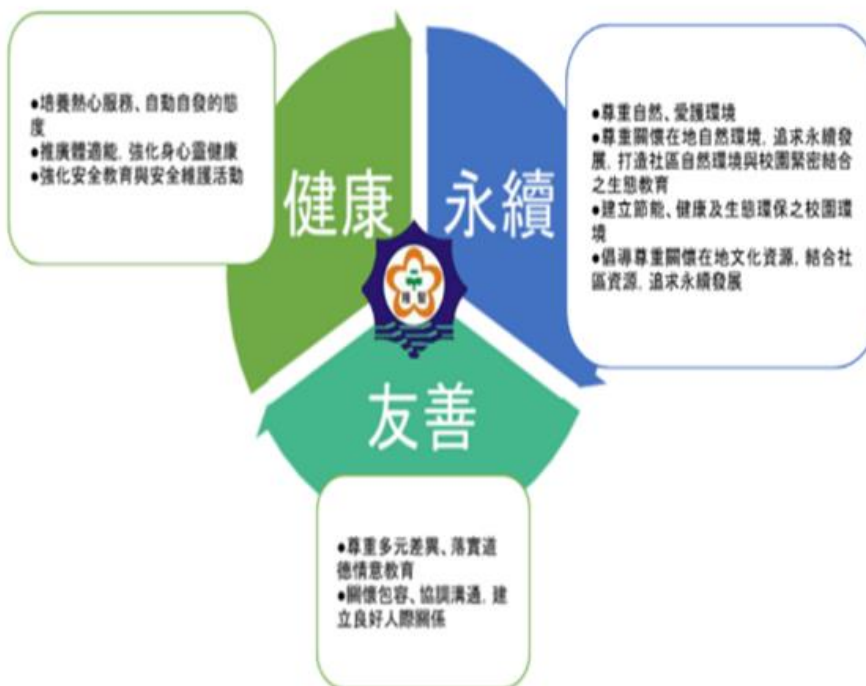 健康
●培養熱心服務、自動自發的態
度
●推廣體適能, 強化身心靈健康
●強化安全教育與安全維護活動
永續
●尊重自然、愛護環境
●尊重關懷在地自然環境, 追求永續發
展, 打造社區自然環境與校園緊密結合
之生態教育
●建立節能、健康及生態環保之校園環
境
●倡導尊重關懷在地文化資源, 結合社
區資源, 追求永續發展
友善
●尊重多元差異、落實道
德情意教育
●關懷包容、協調溝通, 建
立良好人際關係